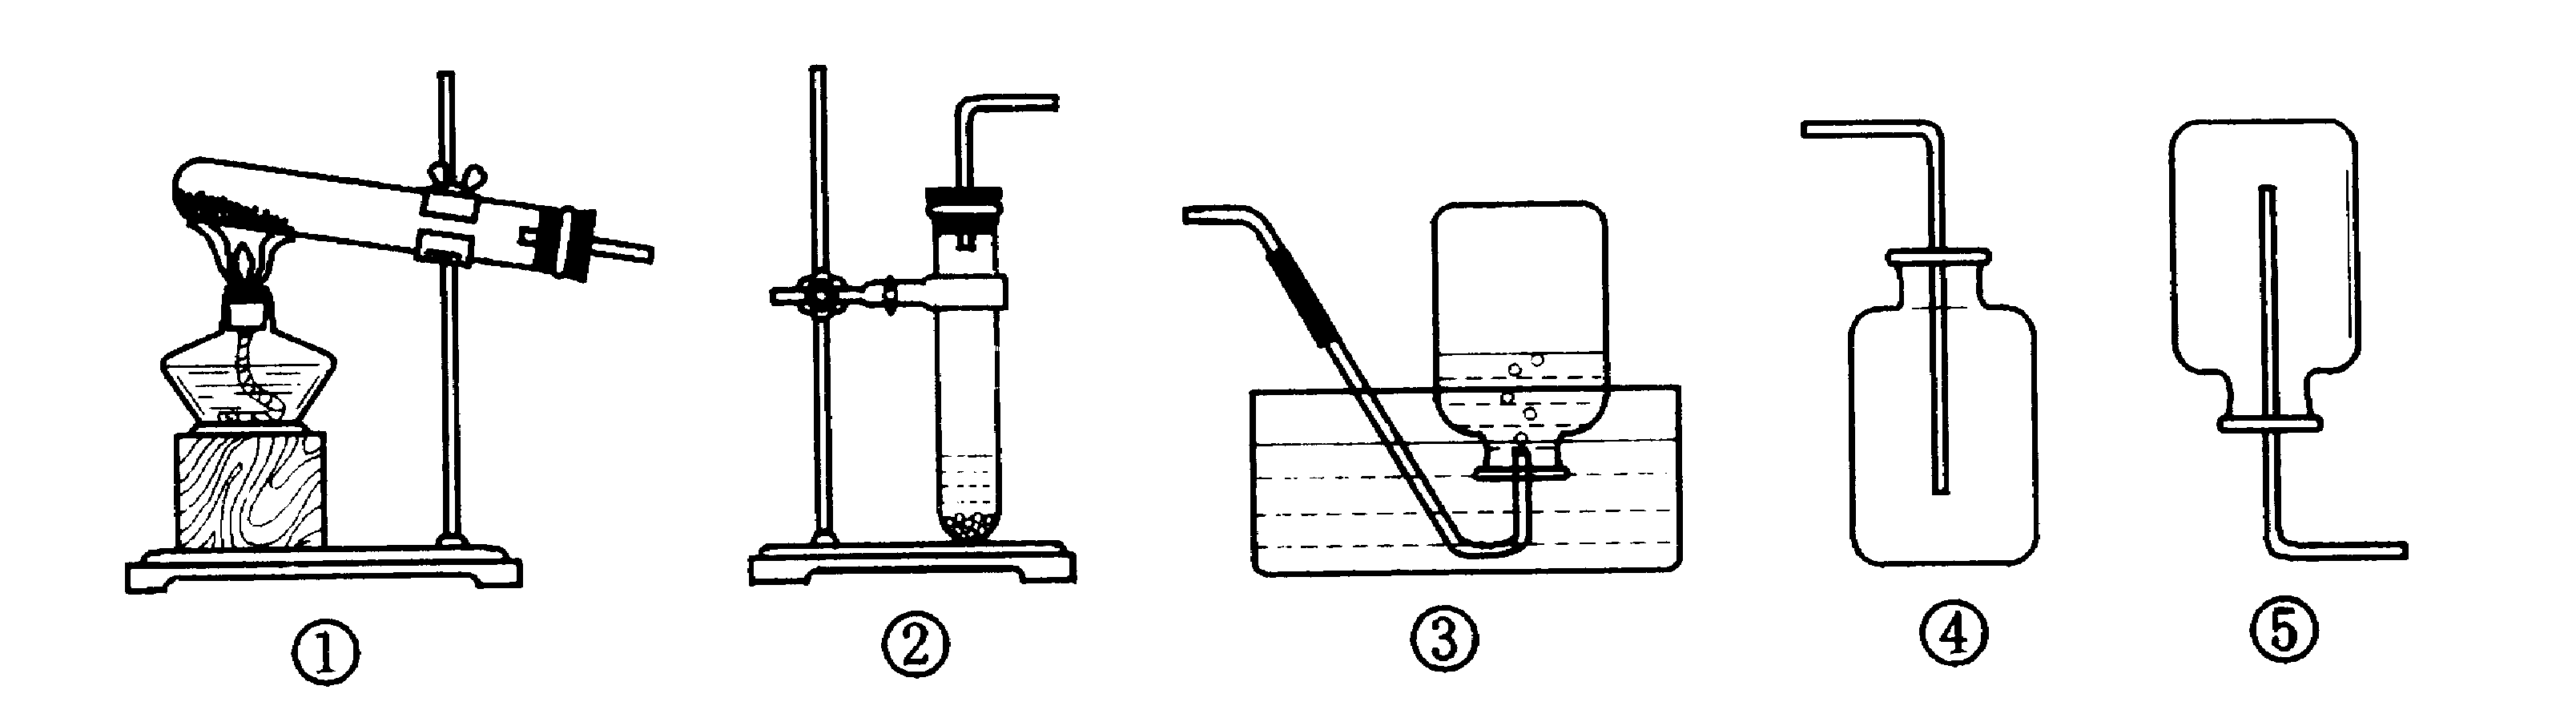 ① ② ③ ④ ⑤